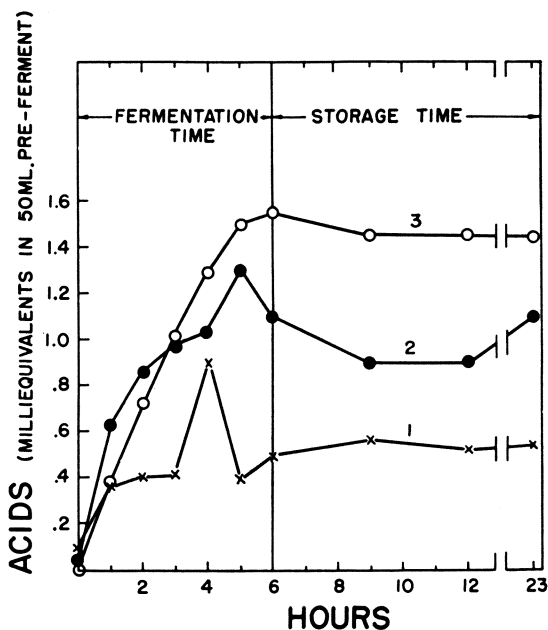 ACIDS (MILLIEQUIVALENTS IN 50ML. PRE-FERMENT)
FERMENTATION TIME
STORAGE TIME
1.6
1.4
1.2
1.0
.8
.6
.4
.2
3
2
1
2 4 6 8 10 12 23
HOURS